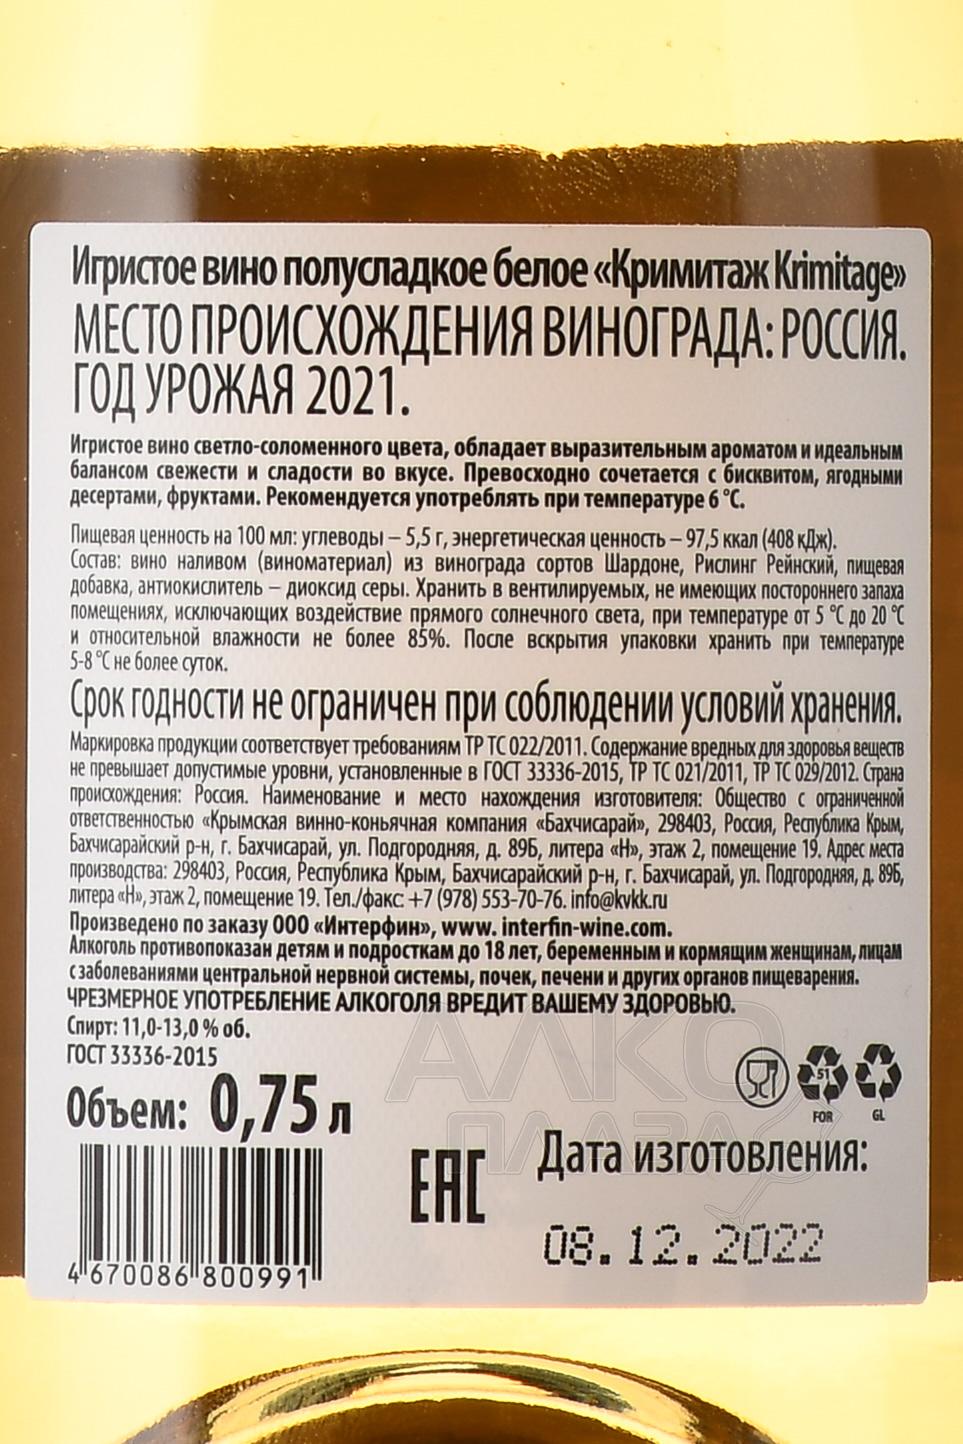 Игристое вино полусладкое белое «Кримитаж Krimitage»
МЕСТО ПРОИСХОЖДЕНИЯ ВИНОГРАДА: РОССИЯ.
ГОД УРОЖАЯ 2021.
Игристое вино светло-соломенного цвета, обладает выразительным ароматом и идеальным
балансом свежести и сладости во вкусе. Превосходно сочетается с бисквитом, ягодными
десертами, фруктами. Рекомендуется употреблять при температуре 6 °С.
Пищевая ценность на 100 мл: углеводы – 5,5 г, энергетическая ценность – 97,5 ккал (408 кДж).
Состав: вино наливом (виноматериал) из винограда сортов Шардоне, Рислинг Рейнский, пищевая
добавка, антиокислитель – диоксид серы. Хранить в вентилируемых, не имеющих постороннего запаха
помещениях, исключающих воздействие прямого солнечного света, при температуре от 5 °С до 20 °С
и относительной влажности не более 85%. После вскрытия упаковки хранить при температуре
5-8 °С не более суток.
Срок годности не ограничен при соблюдении условий хранения.
Маркировка продукции соответствует требованиям ТР ТС 022/2011. Содержание вредных для здоровья веществ
не превышает допустимые уровни, установленные в ГОСТ 33336-2015, ТР ТС 021/2011, ТР ТС 029/2012. Страна
происхождения: Россия. Наименование и место нахождения изготовителя: Общество с ограниченной
ответственностью «Крымская винно-коньячная компания «Бахчисарай», 298403, Россия, Республика Крым,
Бахчисарайский р-н, г. Бахчисарай, ул. Подгородняя, д. 89Б, литера «Н», этаж 2, помещение 19. Адрес места
производства: 298403, Россия, Республика Крым, Бахчисарайский р-н, г. Бахчисарай, ул. Подгородняя, д. 89Б,
литера «Н», этаж 2, помещение 19. Тел./факс: +7 (978) 553-70-76. info@kvkk.ru
Произведено по заказу ООО «Интерфин», www. interfin-wine.com.
Алкоголь противопоказан детям и подросткам до 18 лет, беременным и кормящим женщинам, лицам
с заболеваниями центральной нервной системы, почек, печени и других органов пищеварения.
ЧРЕЗМЕРНОЕ УПОТРЕБЛЕНИЕ АЛКОГОЛЯ ВРЕДИТ ВАШЕМУ ЗДОРОВЬЮ.
Спирт: 11,0-13,0 % об.
ГОСТ 33336-2015
Объем: 0,75 л
51
FOR GL
АЛКО
ПЛАЗА
EAC
Дата изготовления:
08.12.2022
4 670086 800991